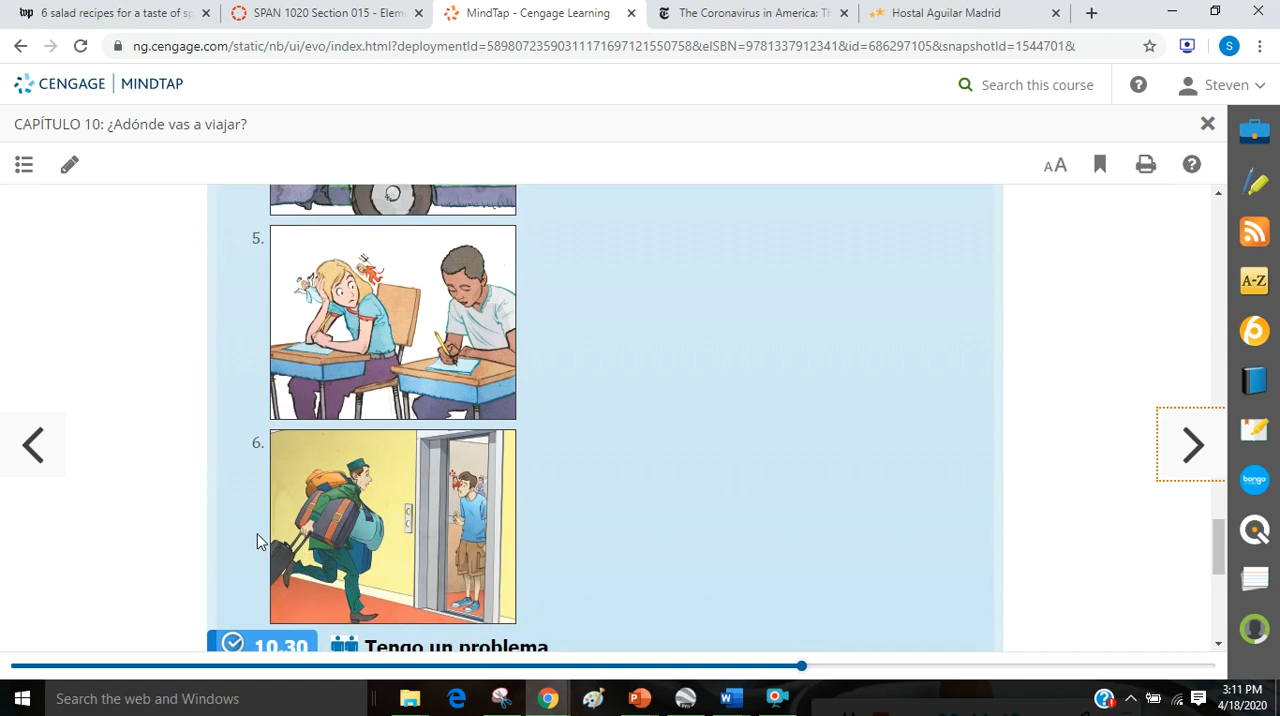 6 salad recipes for a taste of sp
SPAN 1020 Section 015 - Elem
MindTap - Cengage Learning
The Coronavirus in America: Th
Hostal Aguilar Madrid
ng.cengage.com/static/nb/ui/evo/index.html?deploymentId=5898072359031171697121550758&eISBN=9781337912341&id=686297105&snapshotId=1544701&
S
CENGAGE | MINDTAP
Search this course
Steven
CAPÍTULO 10: ¿Adónde vas a viajar?
AA
5.
6.
A-Z
bongo
10.30 Tengo un problema
Search the web and Windows
3:11 PM
4/18/2020